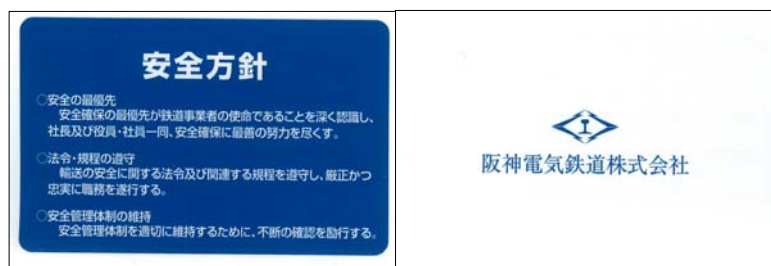 安全方針
○安全の最優先
安全確保の最優先が鉄道事業者の使命であることを深く認識し、
社長及び役員・社員一同、安全確保に最善の努力を尽くす。
○法令・規程の遵守
輸送の安全に関する法令及び関連する規程を遵守し、厳正かつ
忠実に職務を遂行する。
○安全管理体制の維持
安全管理体制を適切に維持するために、不断の確認を励行する。
阪神電気鉄道株式会社